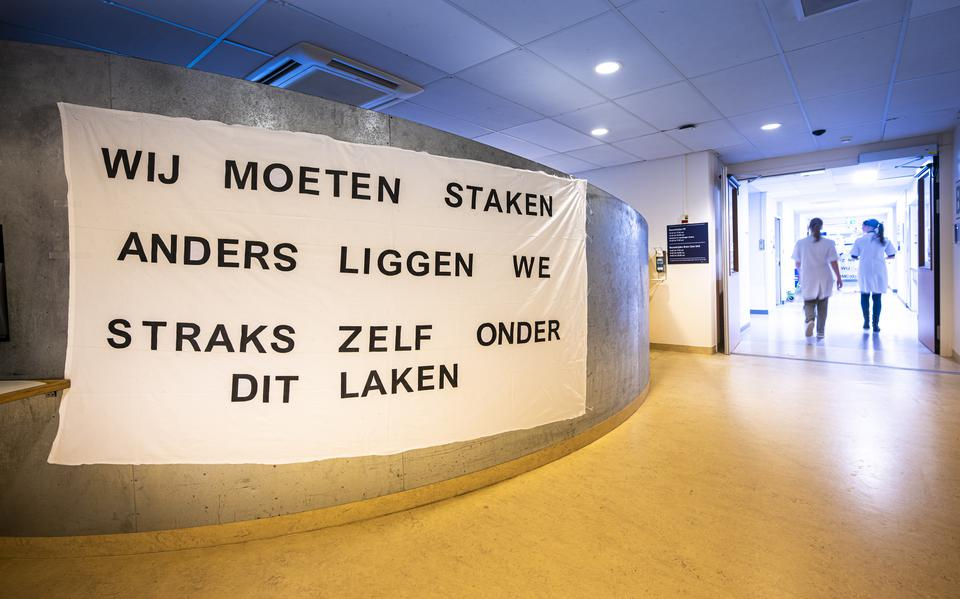 WIJ MOETEN STAKEN
ANDERS LIGGEN WE
STRAKS ZELF ONDER
DIT LAKEN